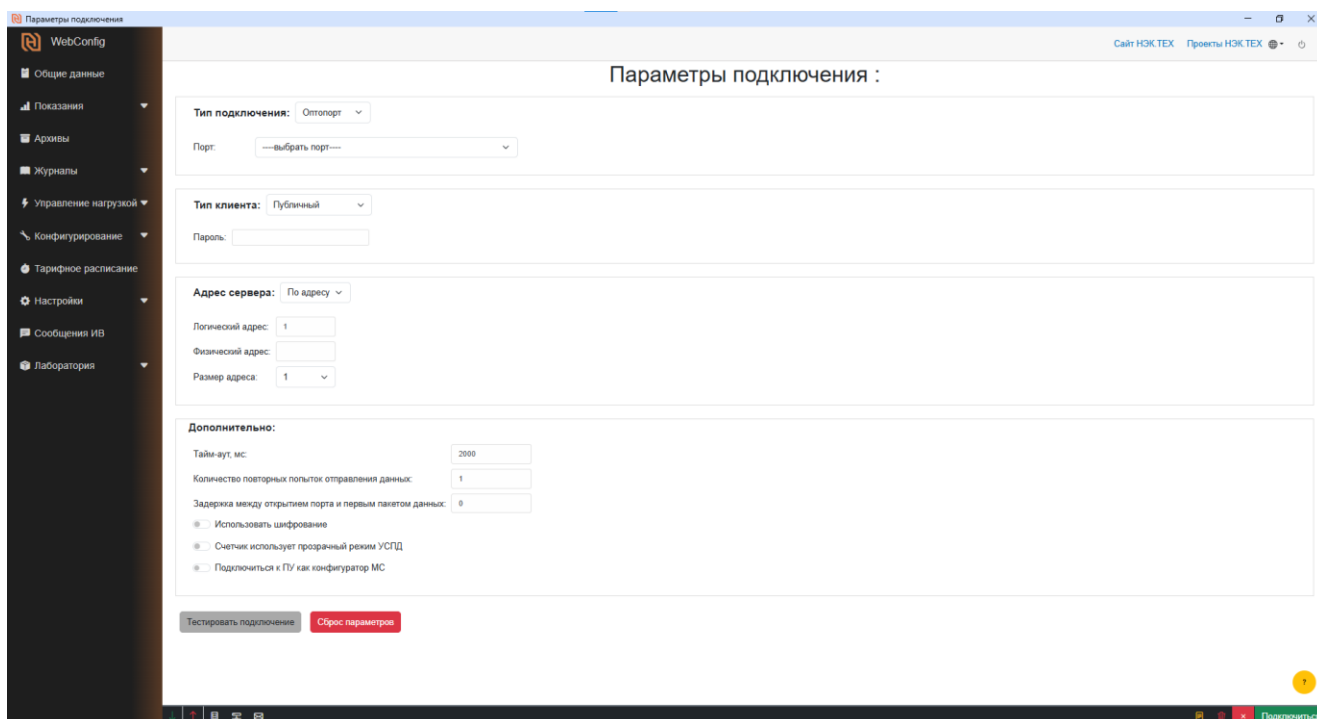 Параметры подключения
WebConfig
Сайт НЭК.ТЕХ Проекты НЭК.ТЕХ
Общие данные
Показания
Архивы
Журналы
Управление нагрузкой
Конфигурирование
Тарифное расписание
Настройки
Сообщения ИВ
Лаборатория
Параметры подключения :
Тип подключения: Оптопорт
Порт: ----выбрать порт----
Тип клиента: Публичный
Пароль:
Адрес сервера: По адресу
Логический адрес: 1
Физический адрес:
Размер адреса: 1
Дополнительно:
Тайм-аут, мс: 2000
Количество повторных попыток отправления данных: 1
Задержка между открытием порта и первым пакетом данных: 0
Использовать шифрование
Счетчик использует прозрачный режим УСПД
Подключиться к ПУ как конфигуратор МС
Тестировать подключение Сброс параметров
?
Подключитьс